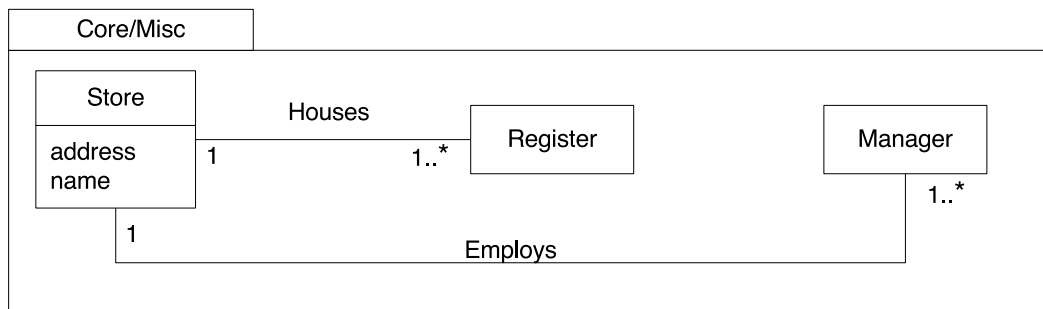 Core/Misc
Store
address
name
Houses
1
1..*
Register
Manager
1..*
1
Employs